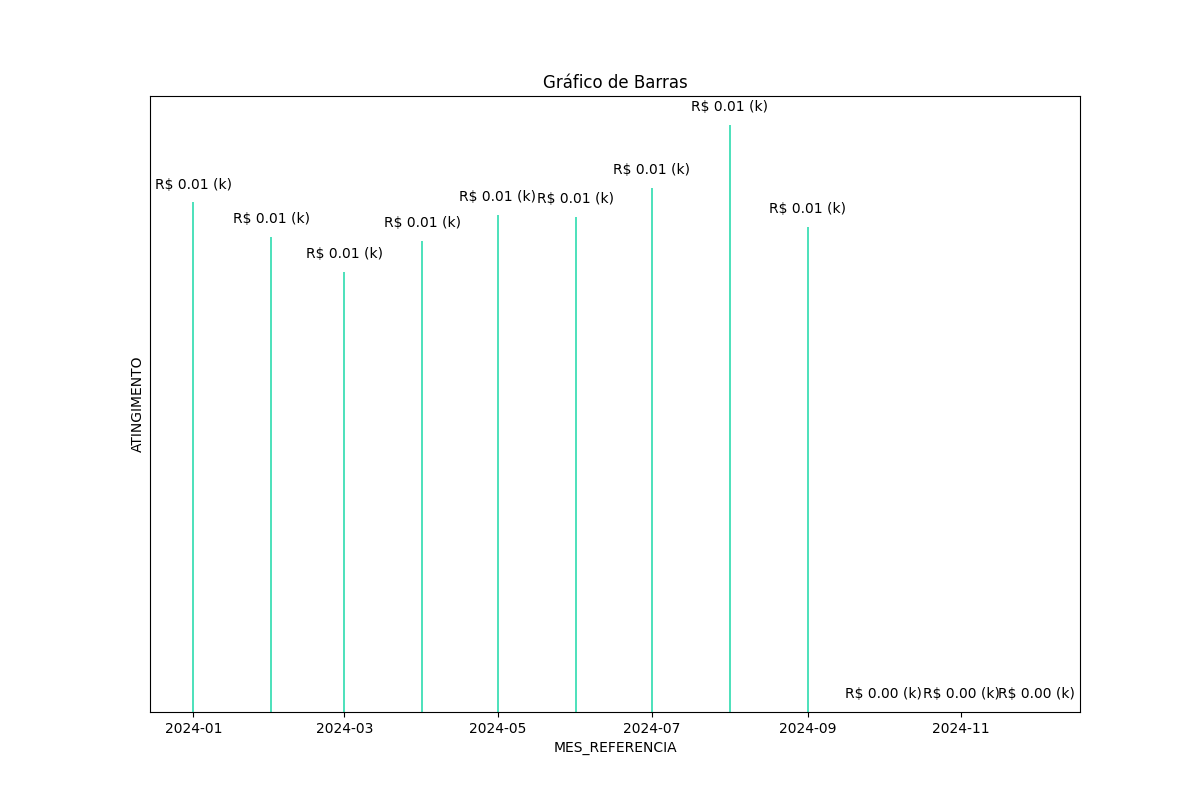 Gráfico de Barras
R$ 0.01 (k)
R$ 0.01 (k)
R$ 0.01 (k)
R$ 0.01 (k)
R$ 0.01 (k)
R$ 0.01 (k)
R$ 0.01 (k)
R$ 0.01 (k)
R$ 0.01 (k)
R$ 0.00 (k)
R$ 0.00 (k)
R$ 0.00 (k)
ATINGIMENTO
2024-01 2024-03 2024-05 2024-07 2024-09 2024-11
MES_REFERENCIA